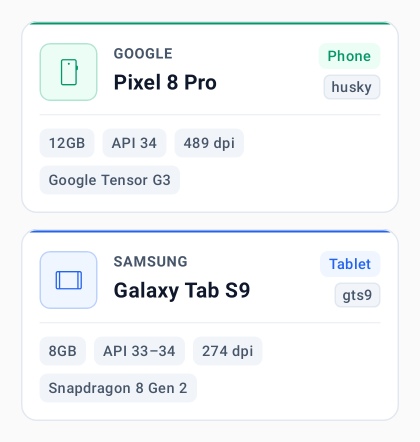 GOOGLE
Phone
Pixel 8 Pro
husky
12GB API 34 489 dpi
Google Tensor G3
SAMSUNG
Tablet
Galaxy Tab S9
gts9
8GB API 33–34 274 dpi
Snapdragon 8 Gen 2